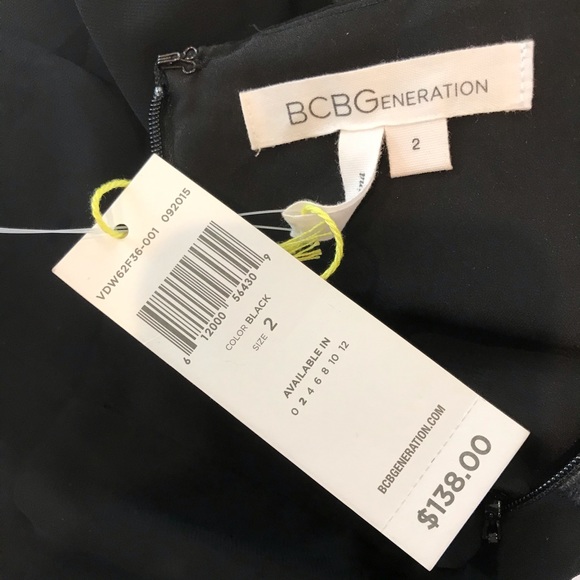 BCBGENERATION
2
VDW62F36-001 092015
6 12000 56430 9
COLOR BLACK
SIZE 2
AVAILABLE IN
0 2 4 6 8 10 12
BCBGENERATION.COM
$138.00